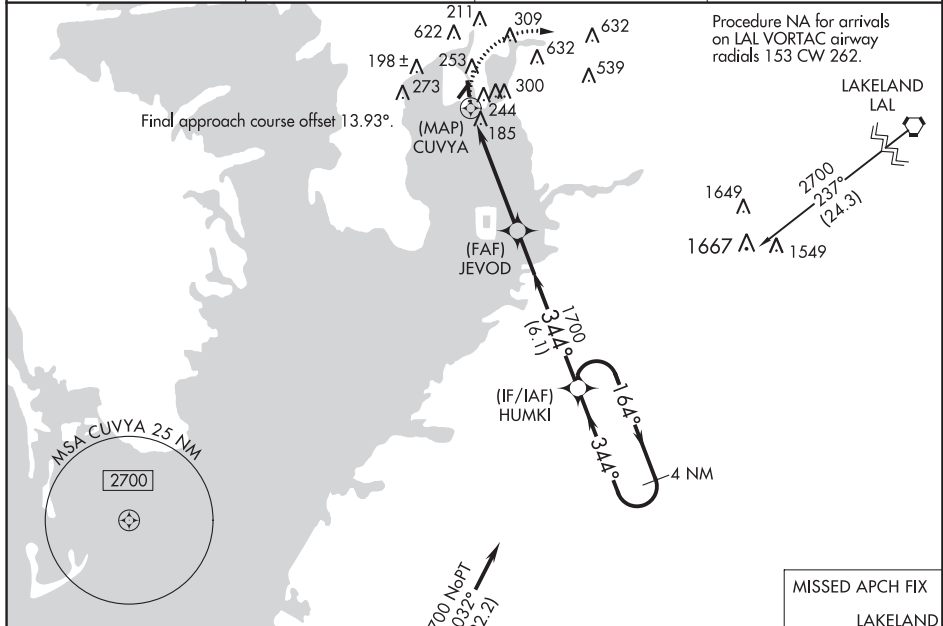 211
309
622
632
632
198 ±
253
539
273
300
244
185
Final approach course offset 13.93°.
(MAP)
CUVYA
Procedure NA for arrivals
on LAL VORTAC airway
radials 153 CW 262.
LAKELAND
LAL
2700
237°
(24.3)
1649
1667
1549
(FAF)
JEVOD
1700
344°
(6.1)
(IF/IAF)
HUMKI
164°
344°
4 NM
MSA CUVYA 25 NM
2700
700 NoPT
032°
2.2)
MISSED APCH FIX
LAKELAND